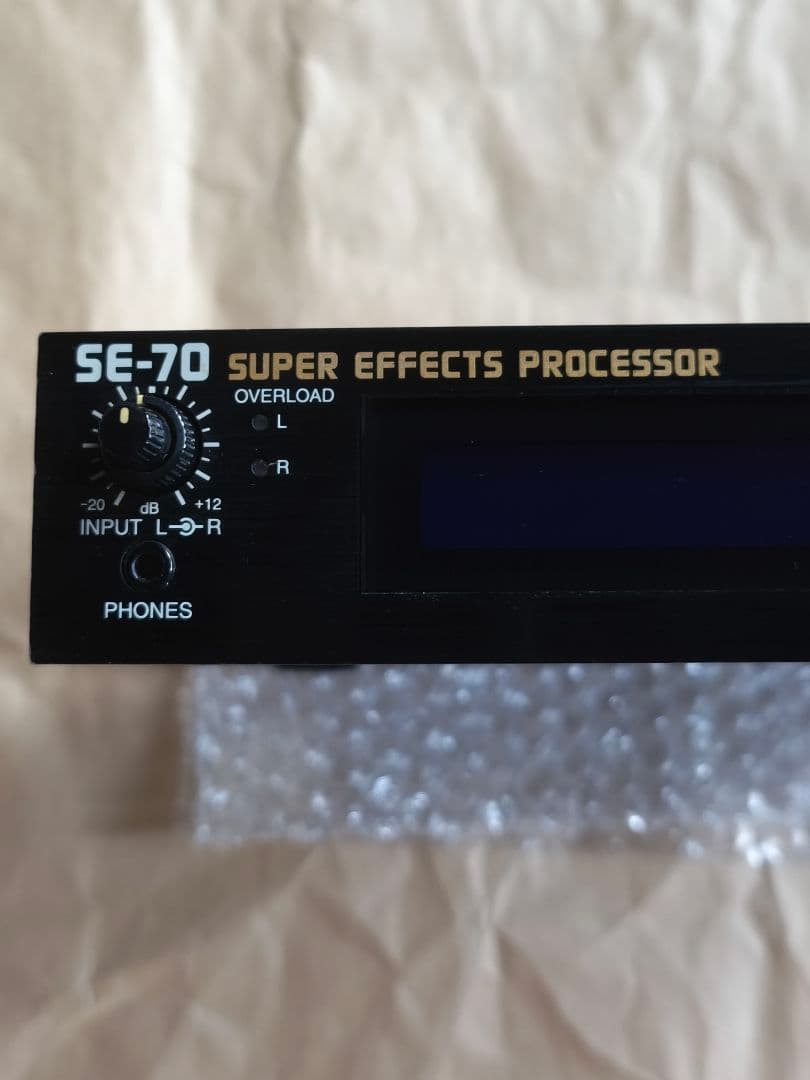 SE-70 SUPER EFFECTS PROCESSOR
OVERLOAD
L
R
-20 dB +12
INPUT L R
PHONES